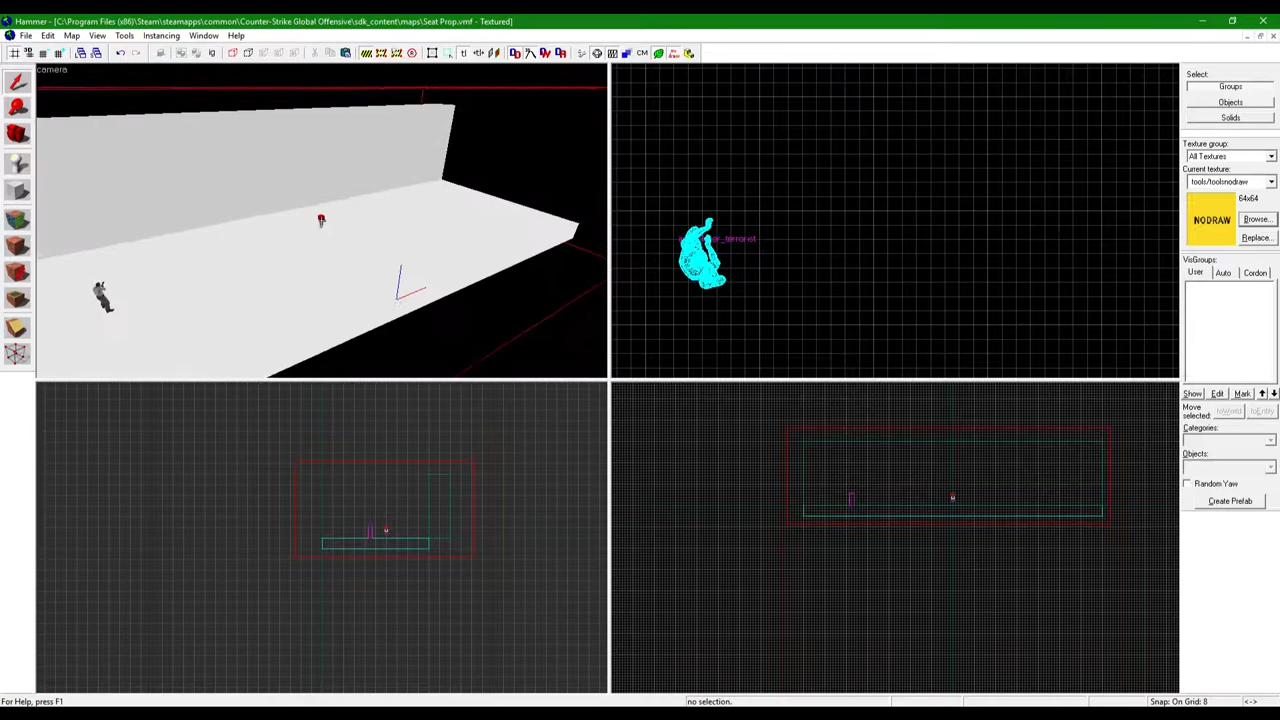 Hammer - [C:\Program Files (x86)\Steam\steamapps\common\Counter-Strike Global Offensive\sdk_content\maps\Seat Prop.vmf - Textured]
File Edit Map View Tools Instancing Window Help
CM
camera
Select:
Groups
Objects
Solids
Texture group:
All Textures
Current texture:
tools/toolsnodraw
64x64
NODRAW
Browse...
Replace...
VisGroups:
User Auto Cordon
Show Edit Mark
Move selected:
toWorld toEntity
Categories:
Objects:
Random Yaw
Create Prefab
For Help, press F1
no selection.
Snap: On Grid: 8
<->